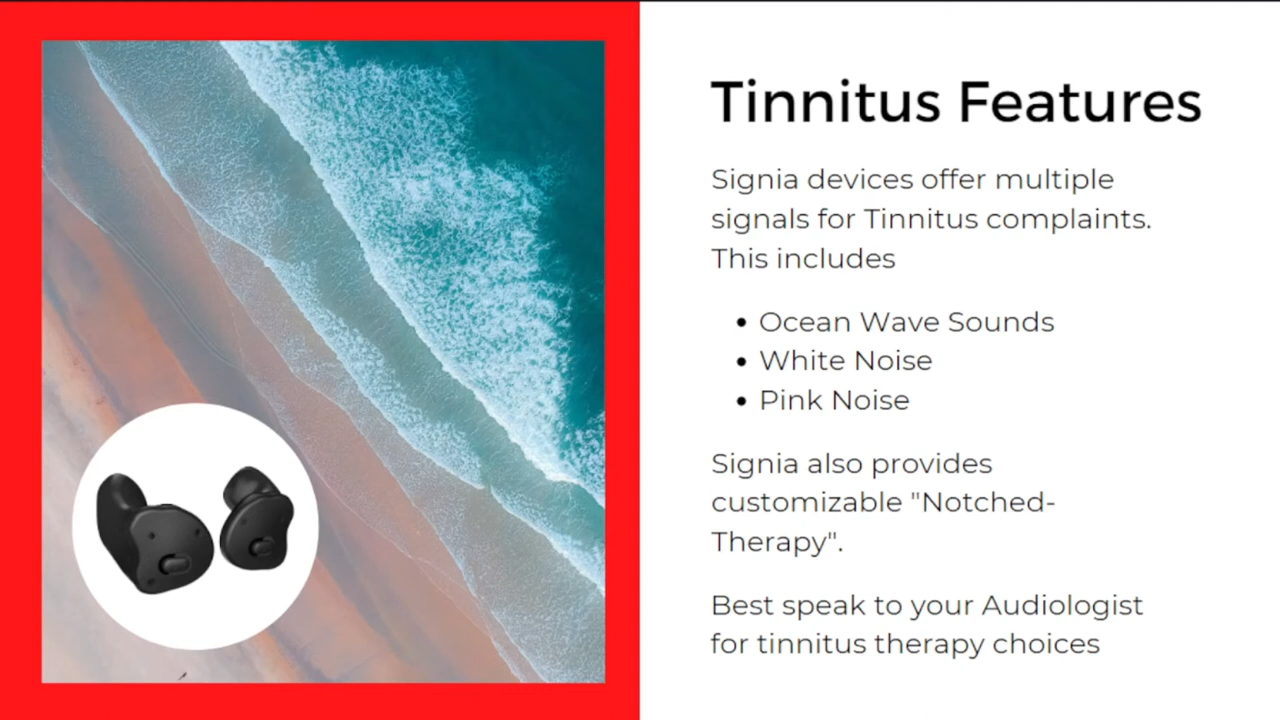 Tinnitus Features
Signia devices offer multiple
signals for Tinnitus complaints.
This includes
• Ocean Wave Sounds
• White Noise
• Pink Noise
Signia also provides
customizable "Notched-
Therapy".
Best speak to your Audiologist
for tinnitus therapy choices